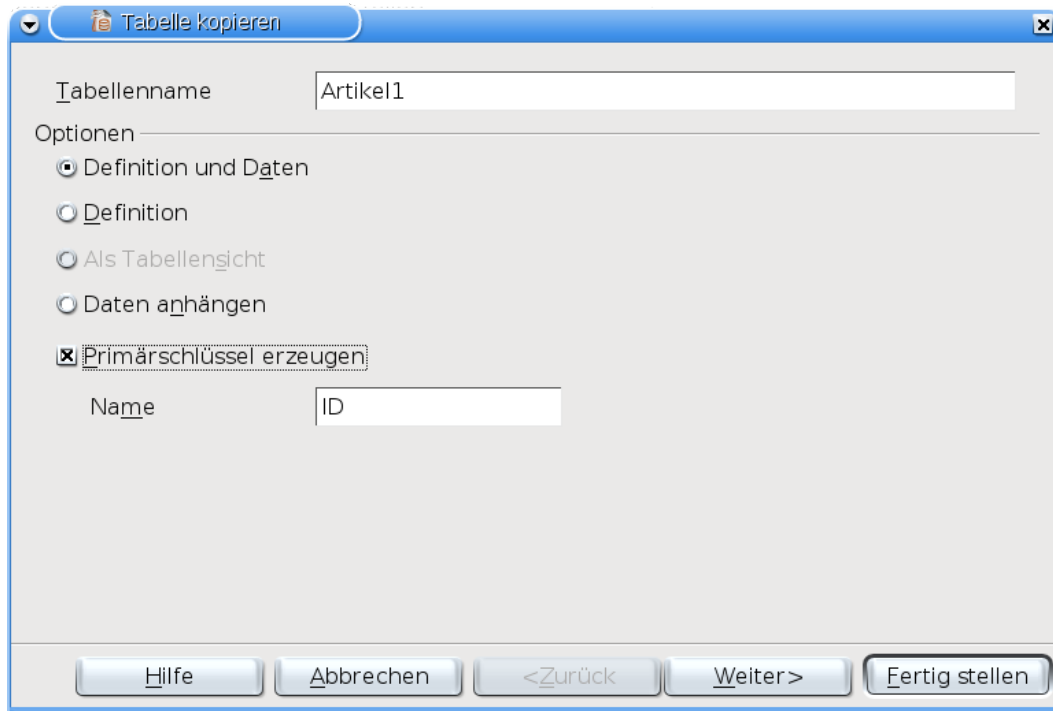 Tabelle kopieren
Tabellenname Artikel1
Optionen
Definition und Daten
Definition
Als Tabellensicht
Daten anhängen
Primärschlüssel erzeugen
Name ID
Hilfe Abbrechen <Zurück Weiter> Fertig stellen